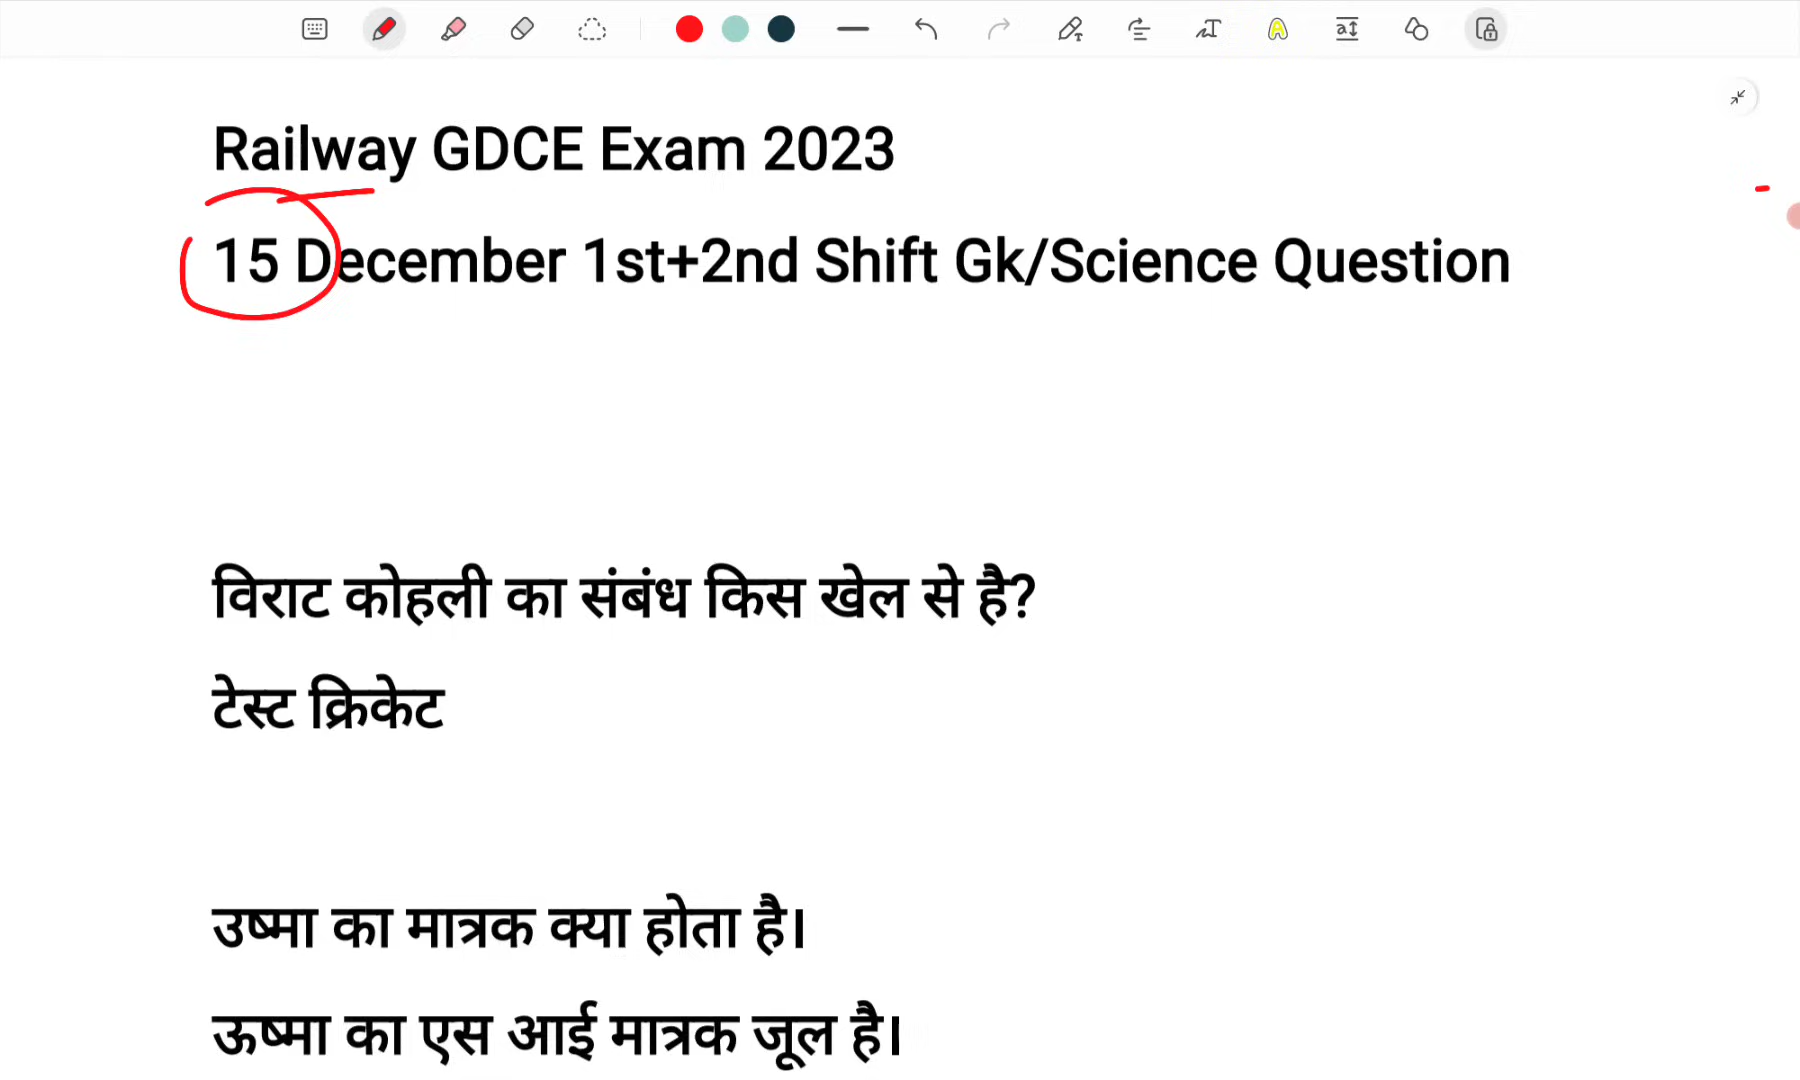 Railway GDCE Exam 2023
15 December 1st+2nd Shift Gk/Science Question
विराट कोहली का संबंध किस खेल से है?
टेस्ट क्रिकेट
उष्मा का मात्रक क्या होता है।
ऊष्मा का एस आई मात्रक जूल है।